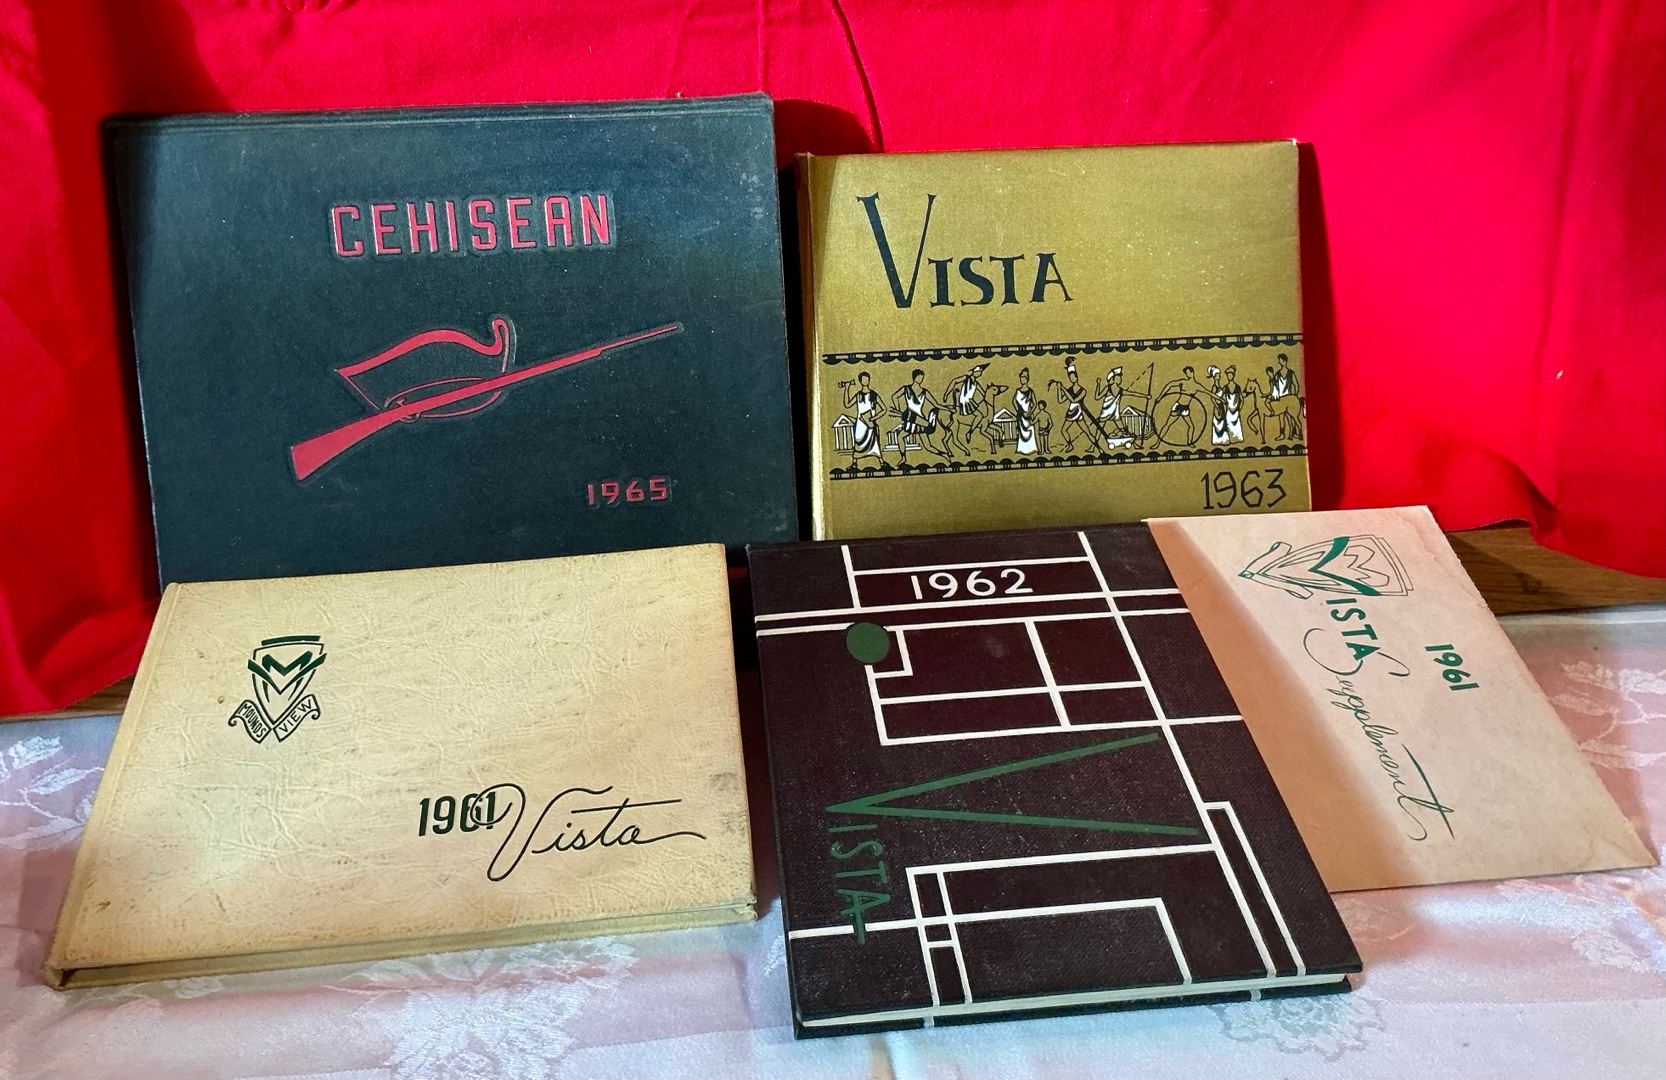 CEHISEAN
1965
VISTA
1963
MOUNDS VIEW
1961 Vista
1962
VISTA
VISTA
1961
Supplement